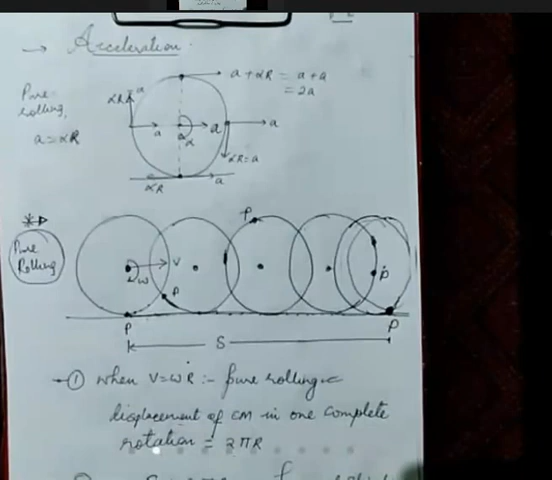 → Acceleration.
a + αR = a + a
= 2a
Pure
rolling,
a = αR
αR
a
a
a
α
a
αR = a
αR
a
Pure
Rolling
P
ω
v
P
P
P
P
S
① when V = ωR :- pure rolling
displacement of CM in one complete
rotation = 2πR